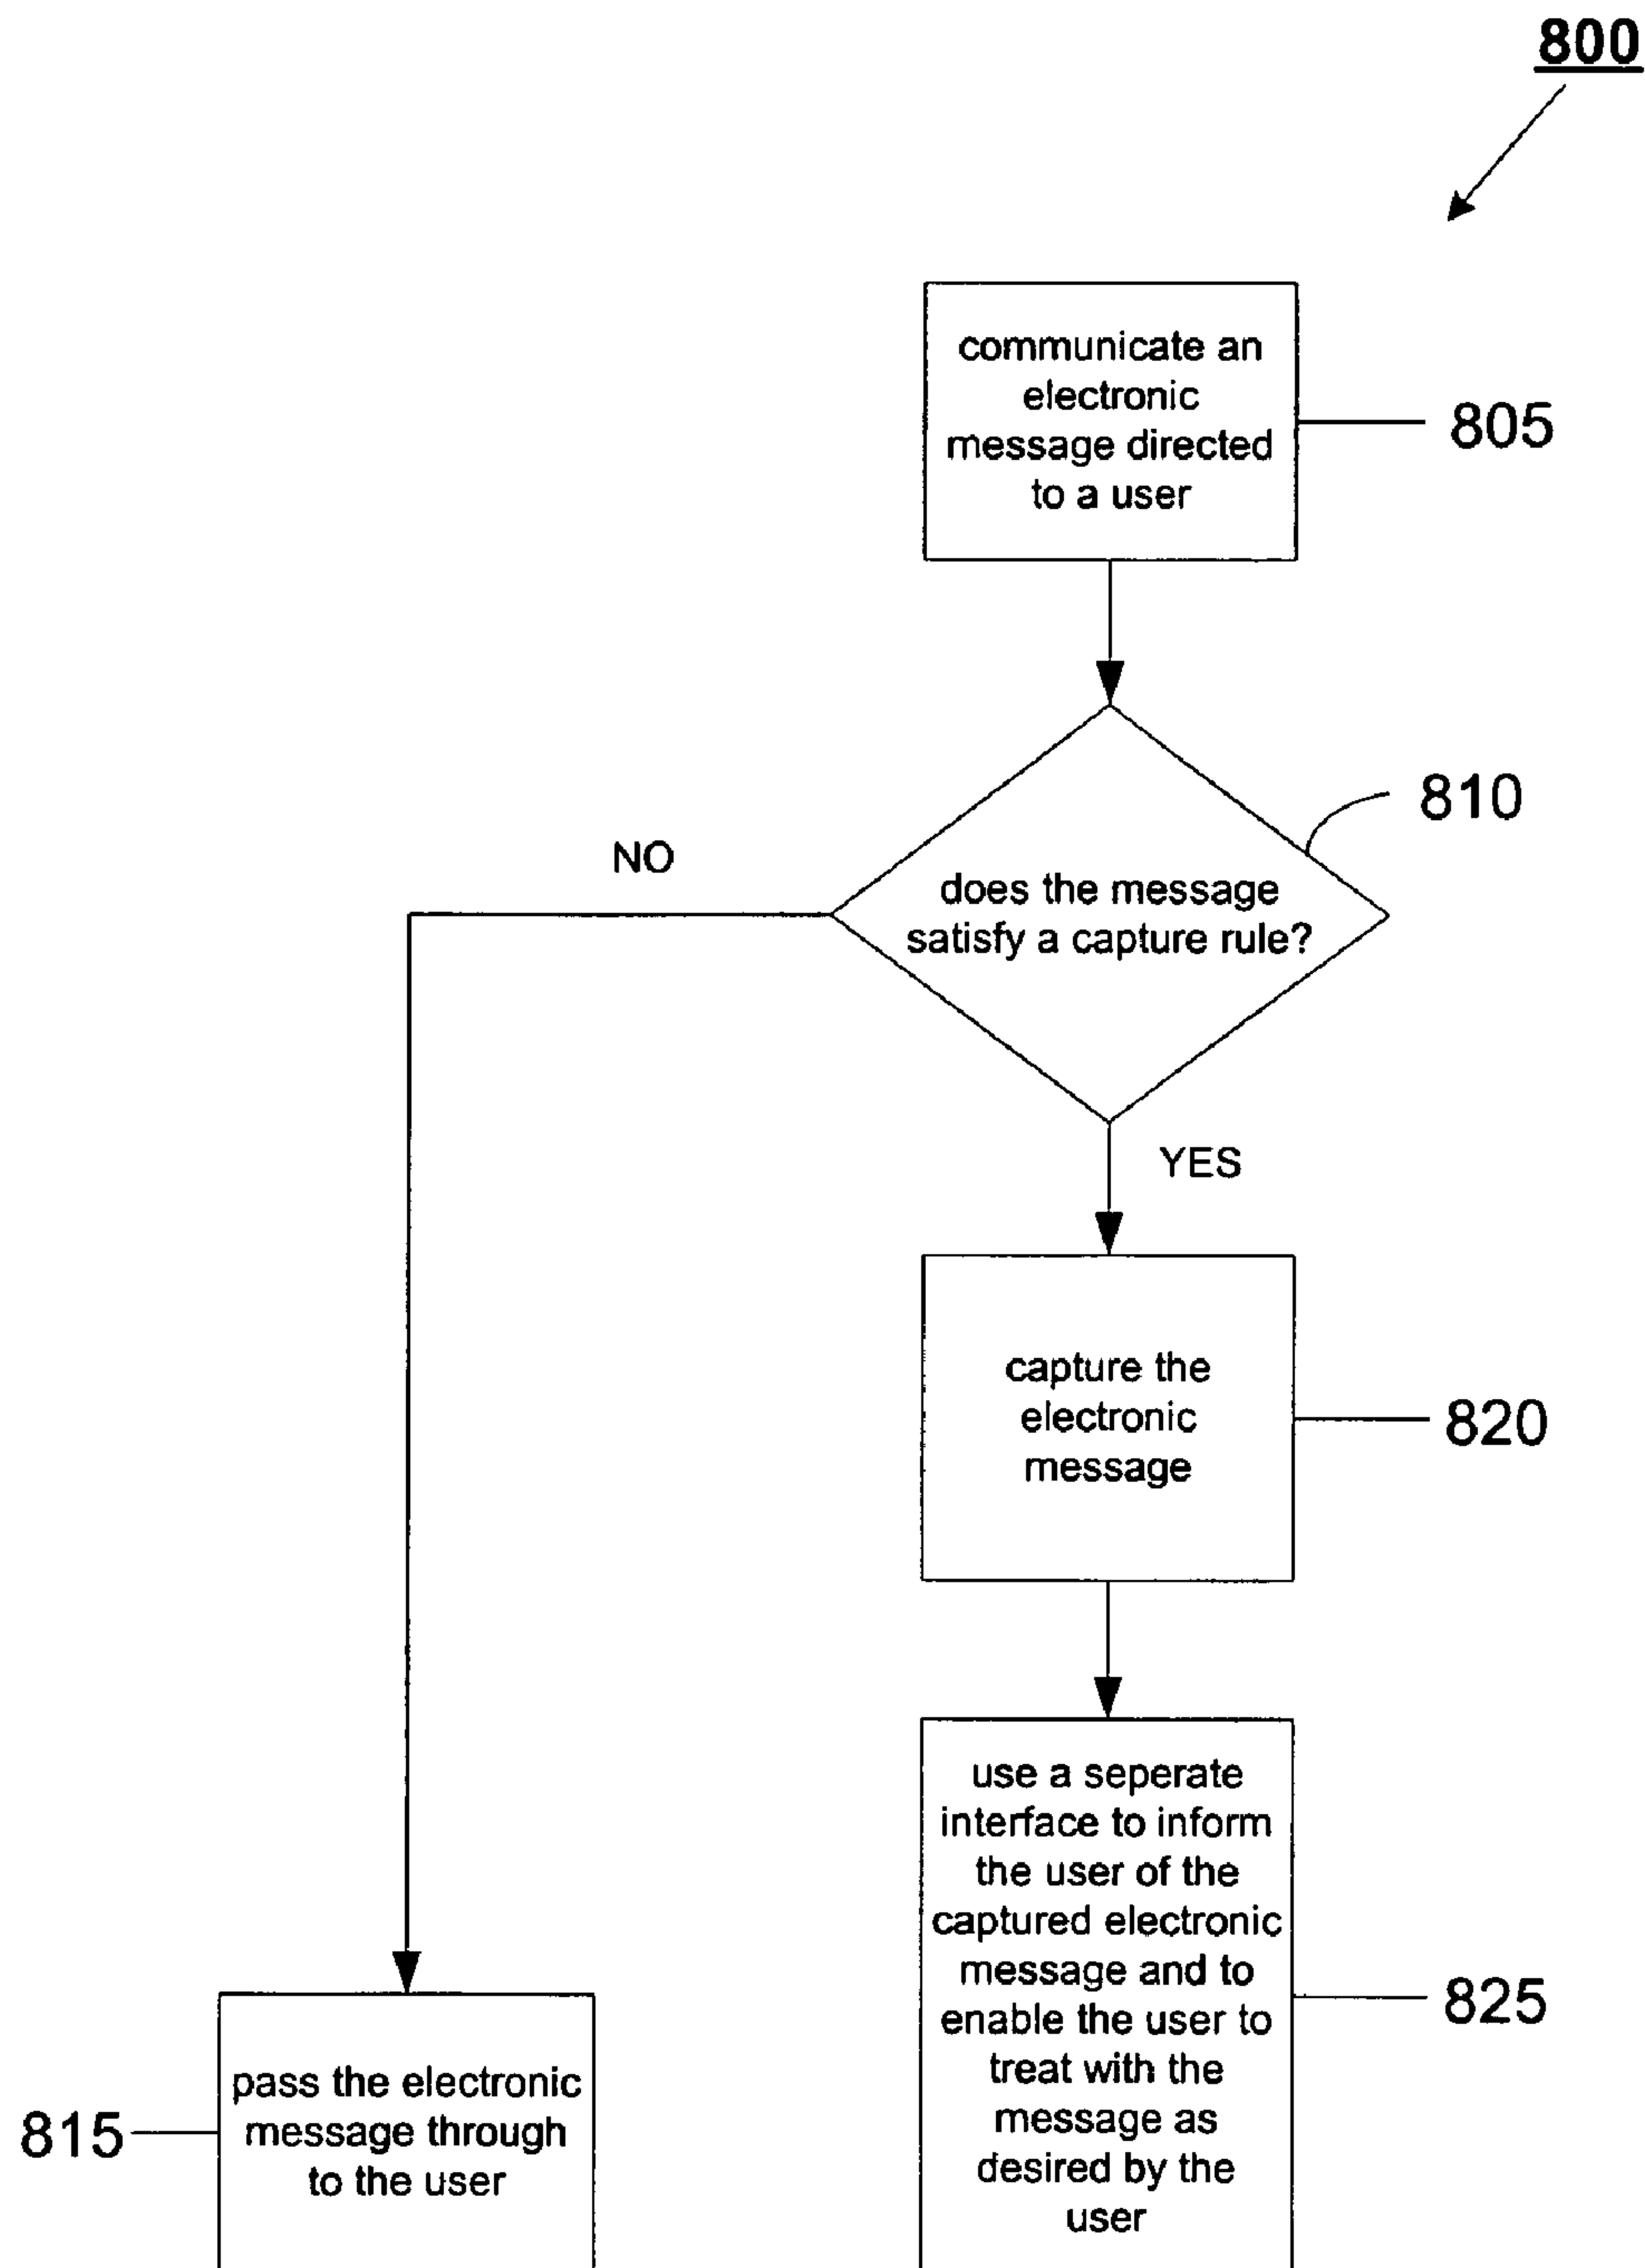 800
communicate an
electronic
message directed
to a user
805
810
NO
does the message
satisfy a capture rule?
YES
capture the
electronic
message
820
use a seperate
interface to inform
the user of the
captured electronic
message and to
enable the user to
treat with the
message as
desired by the
user
825
pass the electronic
message through
to the user
815